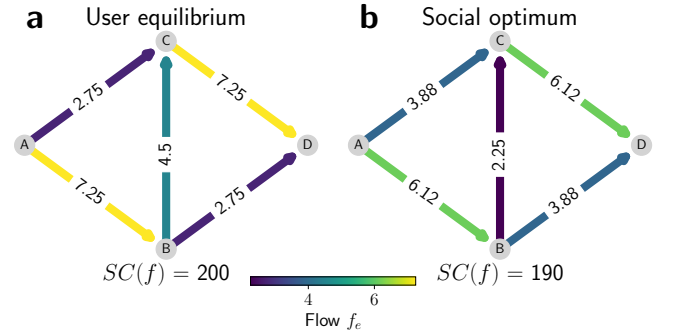 a User equilibrium
C
2.75
7.25
A
4.5
D
7.25
2.75
B
SC(f) = 200
b Social optimum
C
3.88
6.12
A
2.25
D
6.12
3.88
B
SC(f) = 190
4 6
Flow f_e